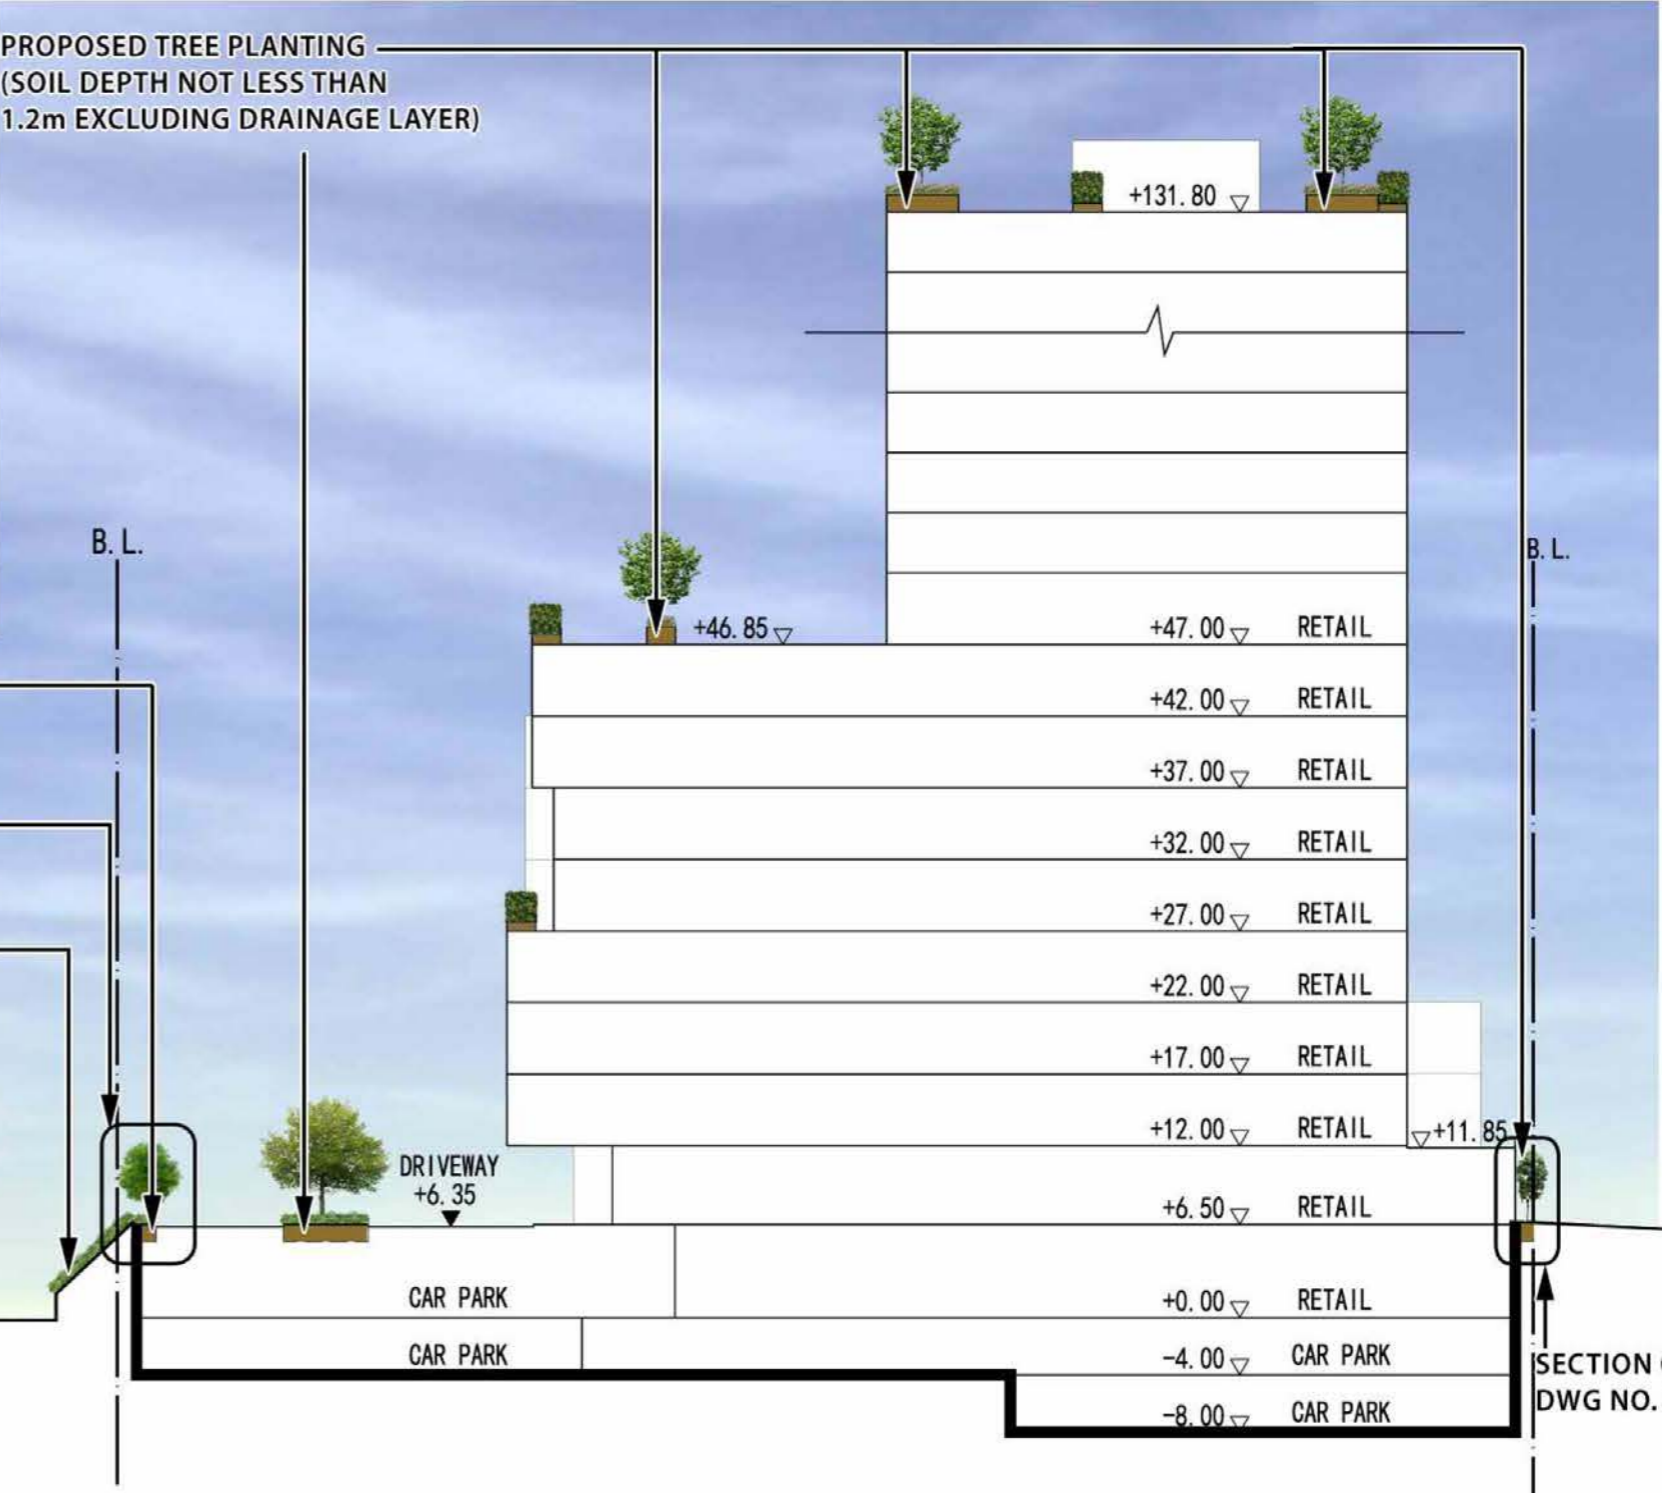 PROPOSED TREE PLANTING
(SOIL DEPTH NOT LESS THAN
1.2m EXCLUDING DRAINAGE LAYER)
+131.80
B.L.
B.L.
+46.85
+47.00 RETAIL
+42.00 RETAIL
+37.00 RETAIL
+32.00 RETAIL
+27.00 RETAIL
+22.00 RETAIL
+17.00 RETAIL
+12.00 RETAIL
+11.85
DRIVEWAY
+6.35
+6.50 RETAIL
CAR PARK
+0.00 RETAIL
CAR PARK
-4.00 CAR PARK
-8.00 CAR PARK
SECTION
DWG NO.